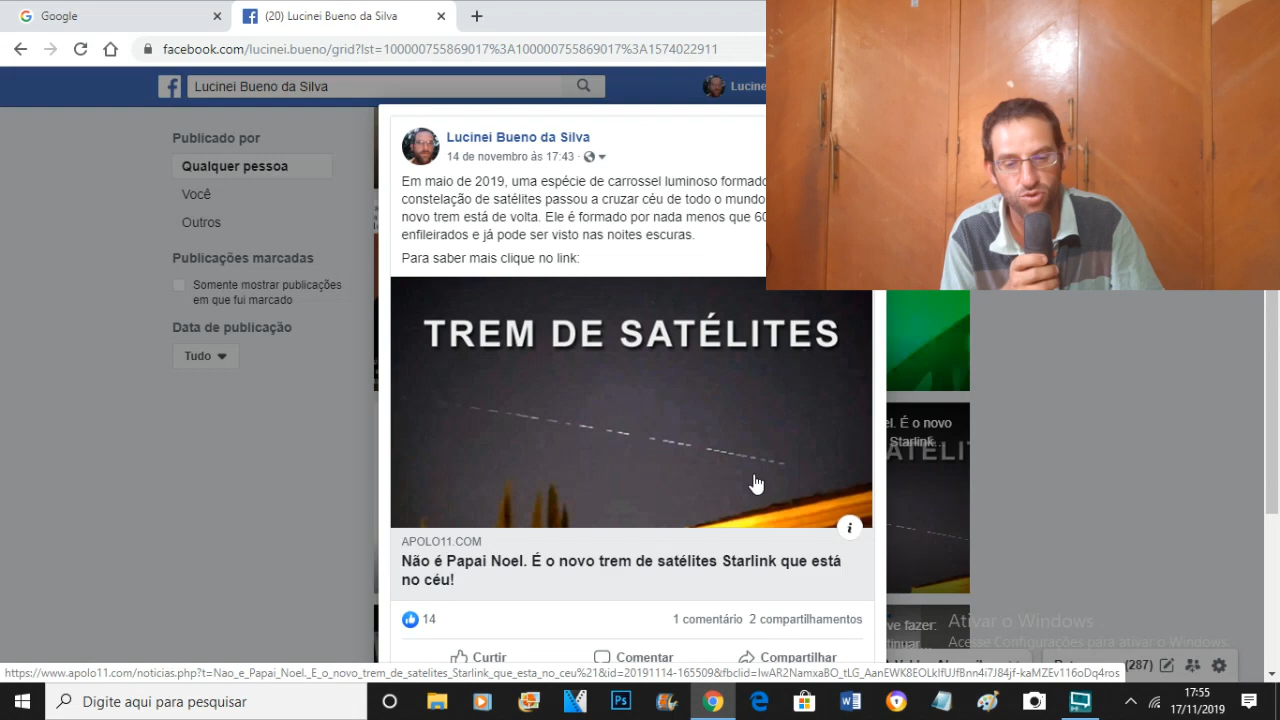 Google
(20) Lucinei Bueno da Silva
facebook.com/lucinei.bueno/grid?lst=100000755869017%3A100000755869017%3A1574022911
Lucinei Bueno da Silva
Lucine
Publicado por
Qualquer pessoa
Você
Outros
Publicações marcadas
Somente mostrar publicações
em que fui marcado
Data de publicação
Tudo
Lucinei Bueno da Silva
14 de novembro às 17:43
Em maio de 2019, uma espécie de carrossel luminoso formado
constelação de satélites passou a cruzar céu de todo o mundo
novo trem está de volta. Ele é formado por nada menos que 60
enfileirados e já pode ser visto nas noites escuras.
Para saber mais clique no link:
TREM DE SATÉLITES
APOLO11.COM
Não é Papai Noel. É o novo trem de satélites Starlink que está
no céu!
14
1 comentário 2 compartilhamentos
Curtir
Comentar
Compartilhar
el. É o novo
Starlink...
ATÉLI
ve fazer:
Ativar o Windows
Acesse Configurações para ativar o Windows.
(287)
https://www.apolo11.com/noticias.php?t=Nao_e_Papai_Noel._E_o_novo_trem_de_satelites_Starlink_que_esta_no_ceu%21&id=20191114-165509&fbclid=IwAR2NamxaBO_tLG_AanEWK8EOLkIfUJfBnn4i7J84jf-kaMZEv116oDq4ros
Digite aqui para pesquisar
17:55
17/11/2019